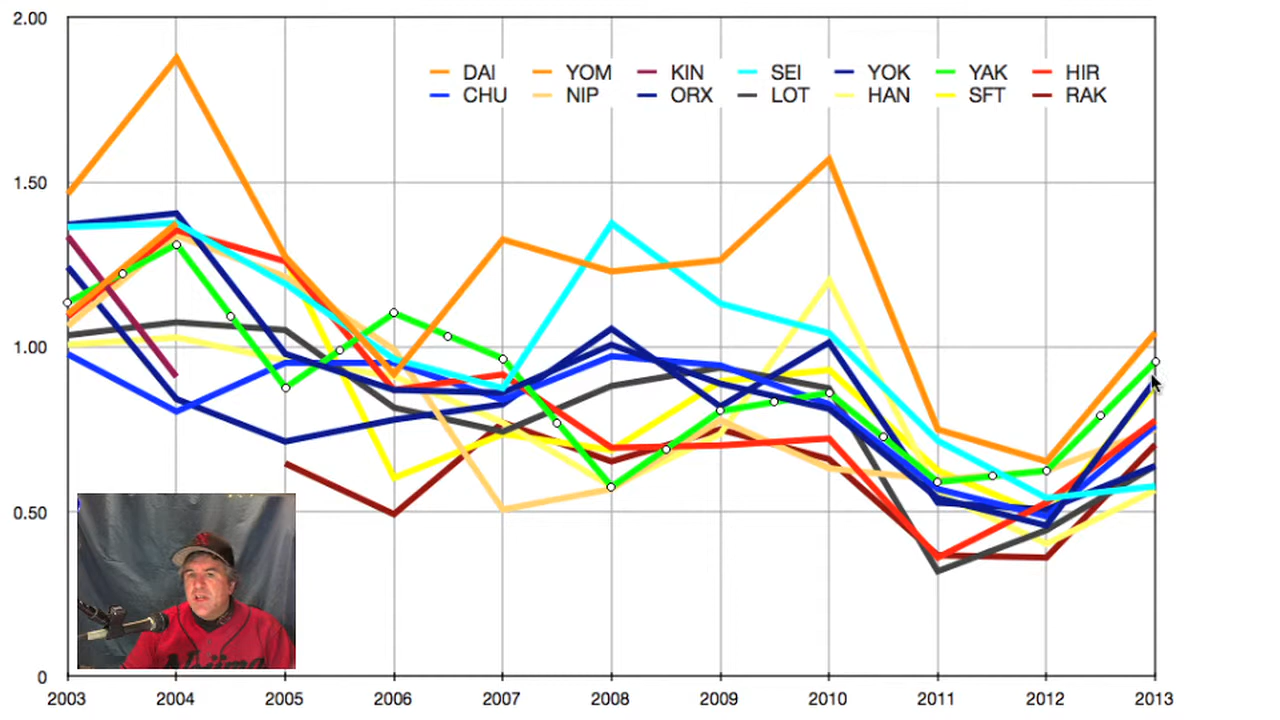 2.00
DAI YOM KIN SEI YOK YAK HIR
CHU NIP ORX LOT HAN SFT RAK
1.50
1.00
0.50
0
2003 2004 2005 2006 2007 2008 2009 2010 2011 2012 2013